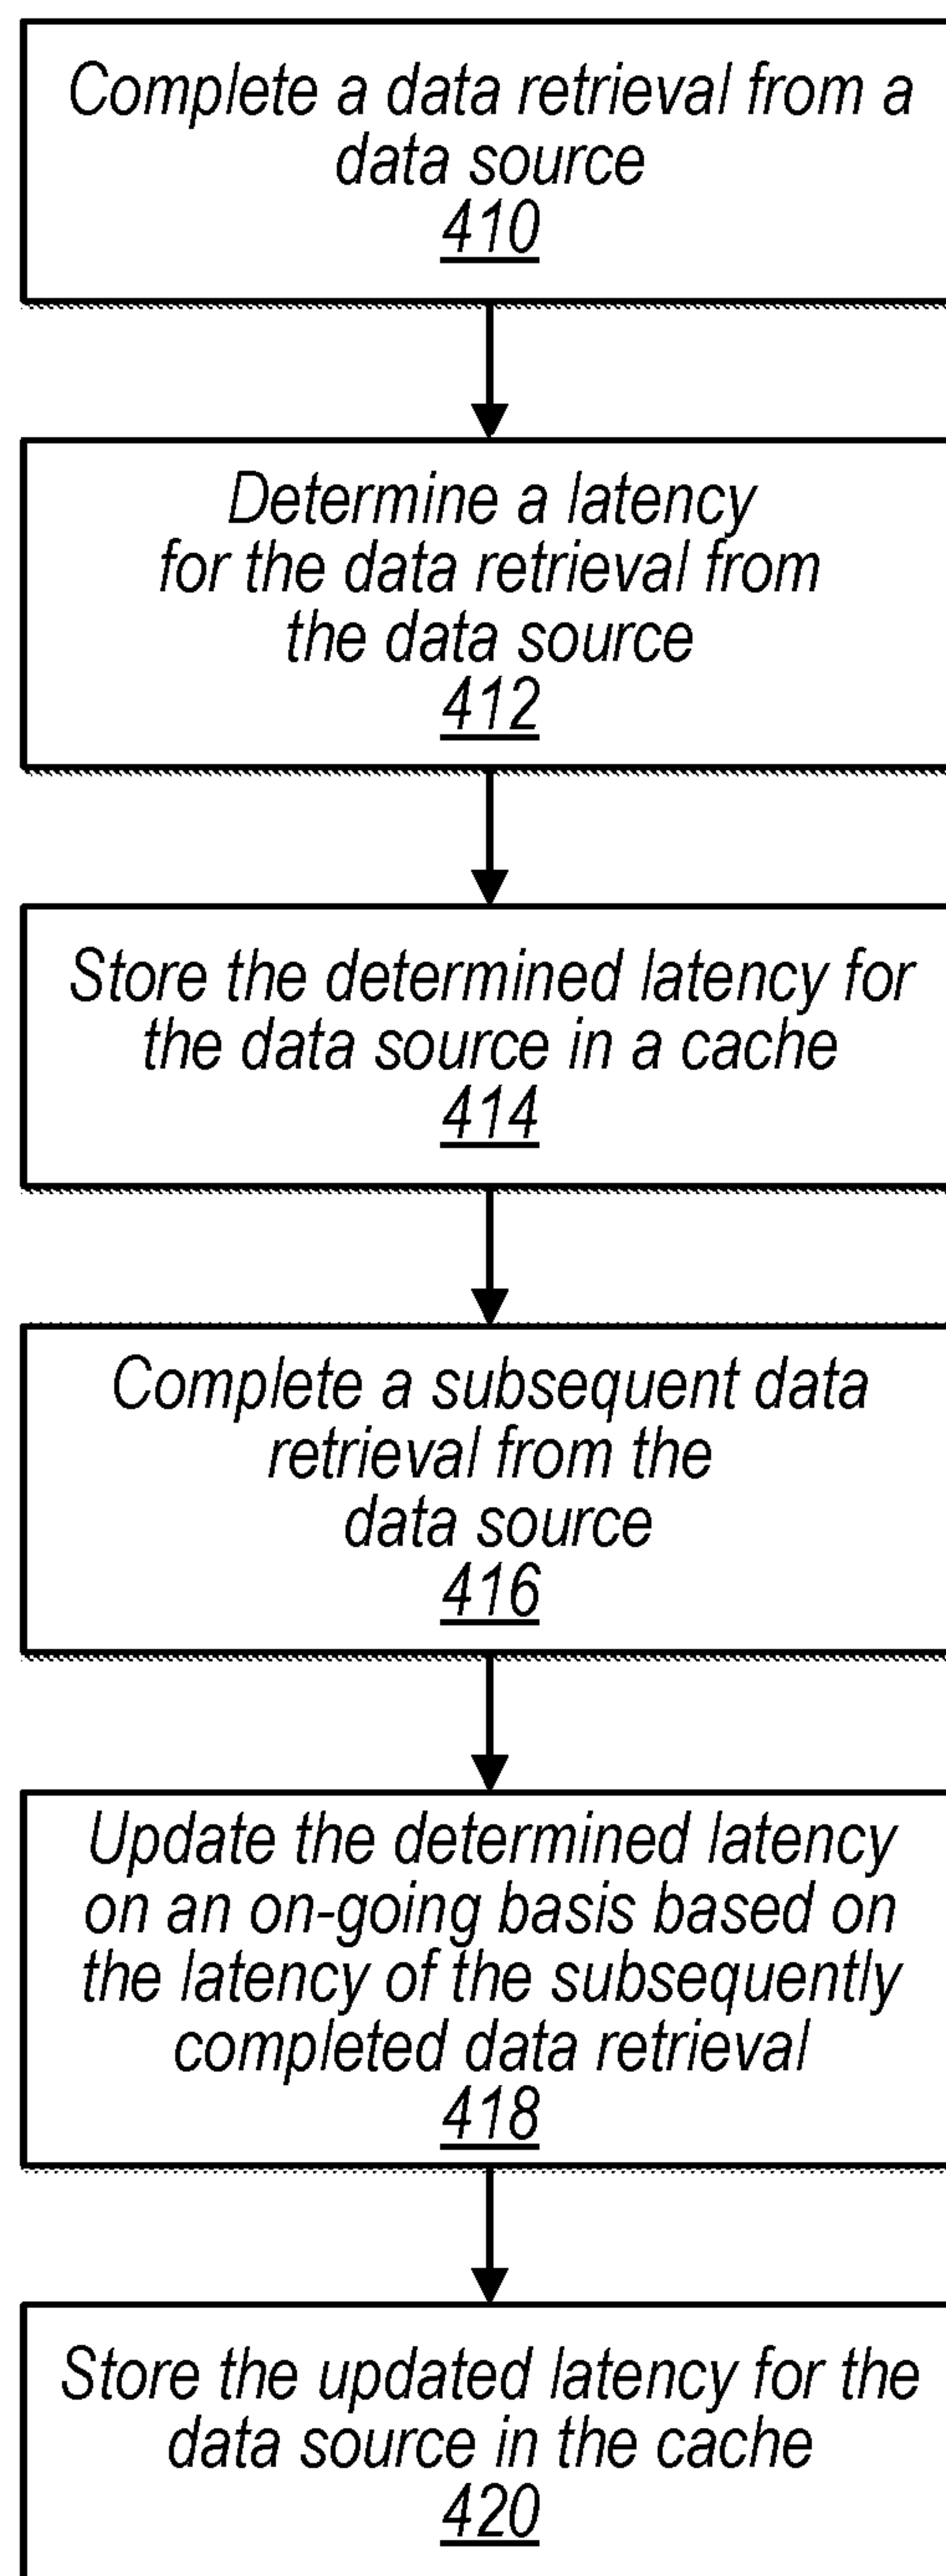 Complete a data retrieval from a
data source
410
Determine a latency
for the data retrieval from
the data source
412
Store the determined latency for
the data source in a cache
414
Complete a subsequent data
retrieval from the
data source
416
Update the determined latency
on an on-going basis based on
the latency of the subsequently
completed data retrieval
418
Store the updated latency for the
data source in the cache
420